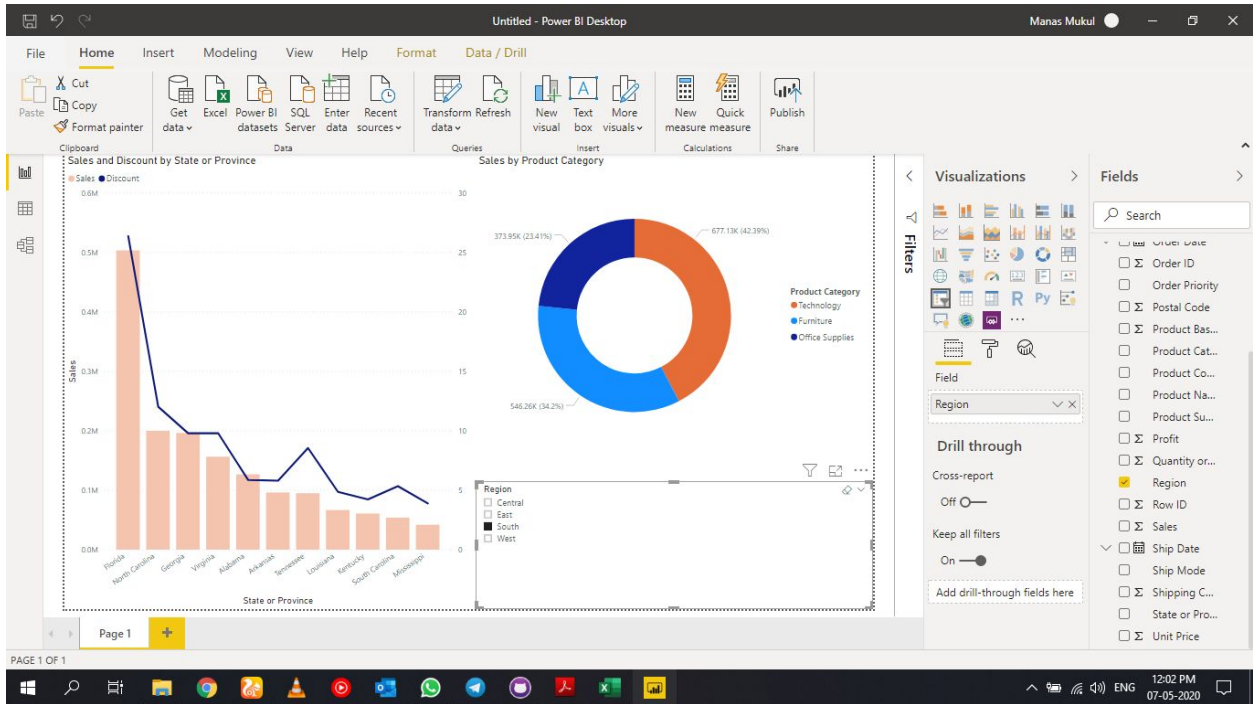 Untitled - Power BI Desktop
Manas Mukul
File Home Insert Modeling View Help Format Data / Drill
Paste
Cut
Copy
Format painter
Clipboard
Get data
Excel
Power BI datasets
SQL Server
Enter data
Recent sources
Data
Transform data
Refresh
Queries
New visual
Text box
More visuals
Insert
New measure
Quick measure
Calculations
Publish
Share
Sales and Discount by State or Province
Sales Discount
0.6M
0.5M
0.4M
0.3M
0.2M
0.1M
0.0M
Sales
30
25
20
15
10
5
0
Florida
North Carolina
Georgia
Virginia
Alabama
Arkansas
Tennessee
Louisiana
Kentucky
South Carolina
Mississippi
State or Province
Sales by Product Category
373.95K (23.41%)
677.13K (42.39%)
546.26K (34.2%)
Product Category
Technology
Furniture
Office Supplies
Region
Central
East
South
West
Filters
Visualizations
R Py
Field
Region
Drill through
Cross-report
Off
Keep all filters
On
Add drill-through fields here
Fields
Search
Order Date
Order ID
Order Priority
Postal Code
Product Bas...
Product Cat...
Product Co...
Product Na...
Product Su...
Profit
Quantity or...
Region
Row ID
Sales
Ship Date
Ship Mode
Shipping C...
State or Pro...
Unit Price
Page 1
PAGE 1 OF 1
ENG
12:02 PM
07-05-2020